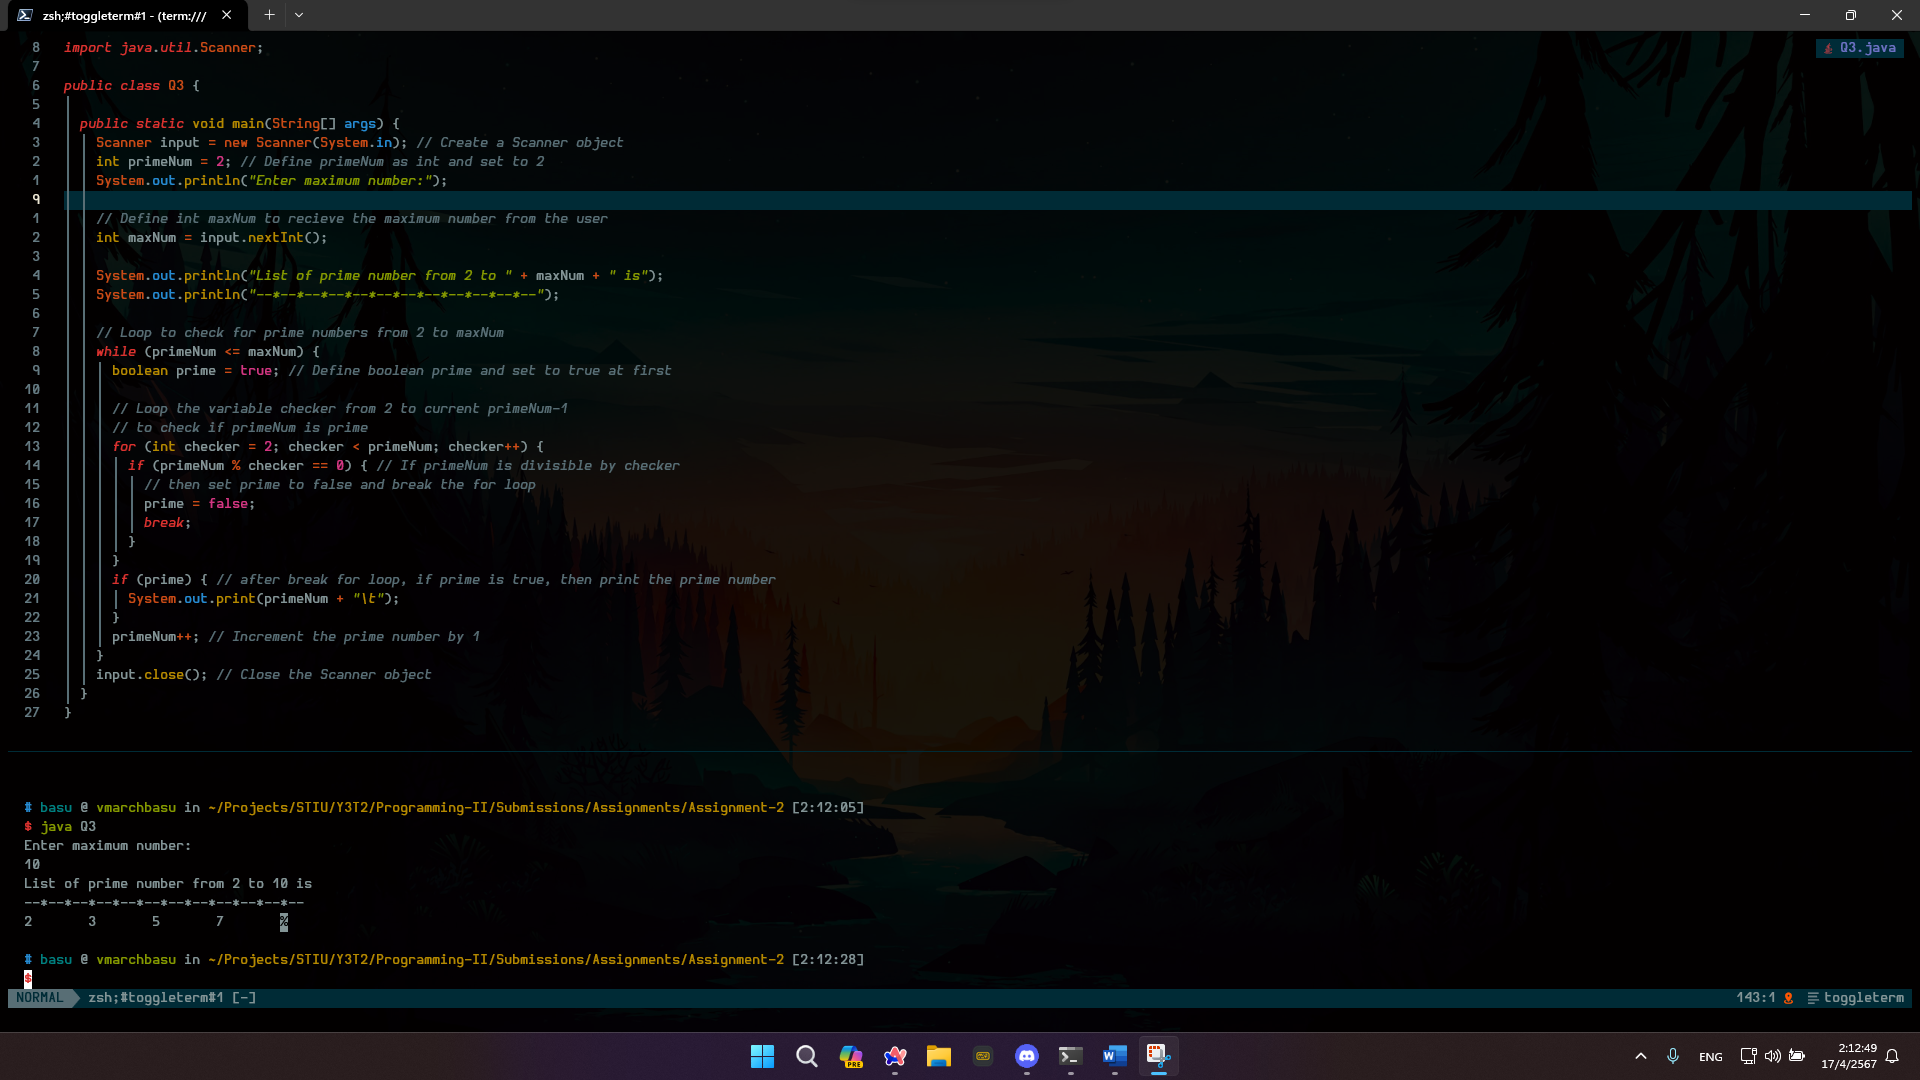 zsh;#toggleterm#1 - (term:///
Q3.java
8 import java.util.Scanner;
7
6 public class Q3 {
5
4 public static void main(String[] args) {
3 Scanner input = new Scanner(System.in); // Create a Scanner object
2 int primeNum = 2; // Define primeNum as int and set to 2
1 System.out.println("Enter maximum number:");
9
1 // Define int maxNum to recieve the maximum number from the user
2 int maxNum = input.nextInt();
3
4 System.out.println("List of prime number from 2 to " + maxNum + " is");
5 System.out.println("--*--*--*--*--*--*--*--*--*--*--*--");
6
7 // Loop to check for prime numbers from 2 to maxNum
8 while (primeNum <= maxNum) {
9 boolean prime = true; // Define boolean prime and set to true at first
10
11 // Loop the variable checker from 2 to current primeNum-1
12 // to check if primeNum is prime
13 for (int checker = 2; checker < primeNum; checker++) {
14 if (primeNum % checker == 0) { // If primeNum is divisible by checker
15 // then set prime to false and break the for loop
16 prime = false;
17 break;
18 }
19 }
20 if (prime) { // after break for loop, if prime is true, then print the prime number
21 System.out.print(primeNum + "\t");
22 }
23 primeNum++; // Increment the prime number by 1
24 }
25 input.close(); // Close the Scanner object
26 }
27 }
# basu @ vmarchbasu in ~/Projects/STIU/Y3T2/Programming-II/Submissions/Assignments/Assignment-2 [2:12:05]
$ java Q3
Enter maximum number:
10
List of prime number from 2 to 10 is
--*--*--*--*--*--*--*--*--*--*--*--
2 3 5 7 %
# basu @ vmarchbasu in ~/Projects/STIU/Y3T2/Programming-II/Submissions/Assignments/Assignment-2 [2:12:28]
$
NORMAL zsh;#toggleterm#1 [-] 143:1 toggleterm
PRE
ENG
2:12:49
17/4/2567